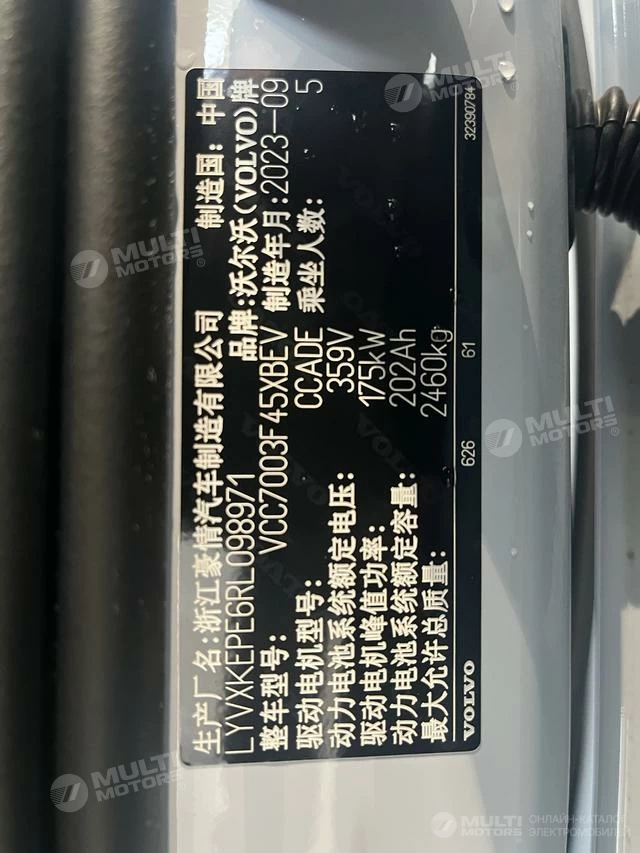 生产厂名:浙江豪情汽车制造有限公司 制造国: 中国
LYVXKEPE6RL098971 品牌:沃尔沃(VOLVO)牌
整车型号: VCC7003F45XBEV 制造年月:2023-09
驱动电机型号: CCADE 乘坐人数: 5
动力电池系统额定电压: 359V
驱动电机峰值功率: 175kW
动力电池系统额定容量: 202Ah
最大允许总质量: 2460kg
VOLVO 626 61 32390784
MULTI MOTORS
MULTI MOTORS
MULTI MOTORS
MULTI MOTORS
MULTI MOTORS ОНЛАЙН-КАТАЛОГ ЭЛЕКТРОМОБИЛЕЙ